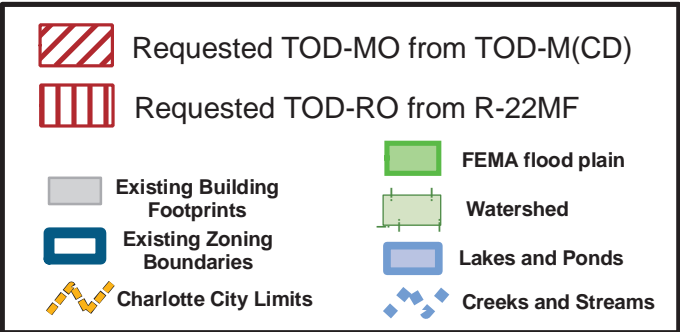 Requested TOD-MO from TOD-M(CD)
Requested TOD-RO from R-22MF
Existing Building
Footprints
Existing Zoning
Boundaries
Charlotte City Limits
FEMA flood plain
Watershed
Lakes and Ponds
Creeks and Streams